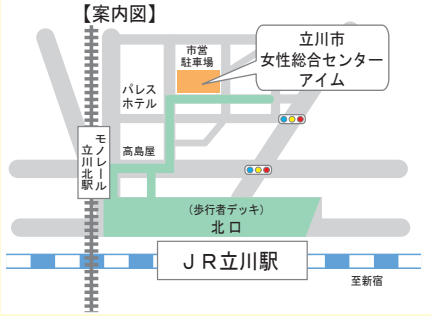 【案内図】
市営
駐車場
立川市
女性総合センター
アイム
パレス
ホテル
高島屋
モノレール
立川北駅
（歩行者デッキ）
北口
ＪＲ立川駅
至新宿